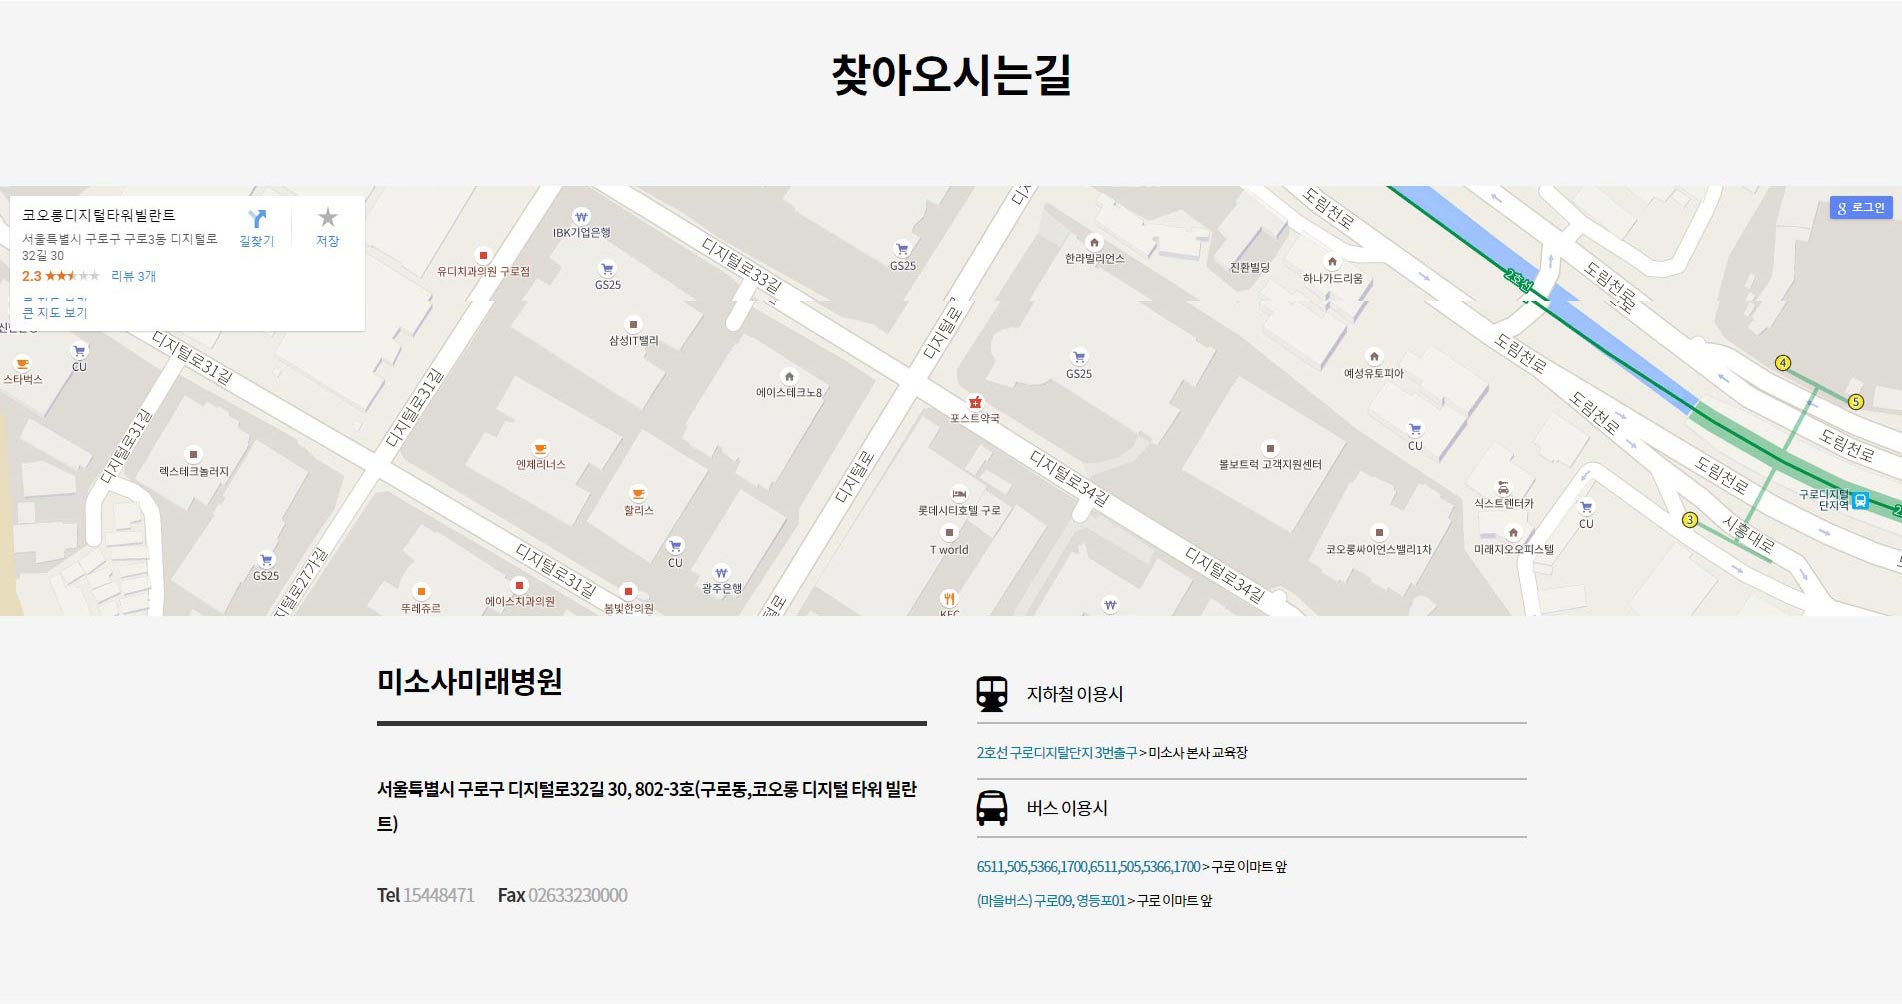 찾아오시는길
코오롱디지털타워빌란트
서울특별시 구로구 구로3동 디지털로
32길 30
2.3
리뷰 3개
큰 지도 보기
길찾기
저장
로그인
IBK기업은행
유디치과의원 구로점
GS25
디지털로33길
GS25
한라빌리언스
진환빌딩
하나가드리움
도림천로
2호선
도림천로
삼성IT밸리
디지털로
GS25
예성유토피아
도림천로
4
5
스타벅스
CU
디지털로31길
디지털로31길
에이스테크노8
포스트약국
도림천로
CU
도림천로
디지털로31길
렉스테크놀러지
엔제리너스
디지털로
디지털로34길
볼보트럭 고객지원센터
도림천로
할리스
롯데시티호텔 구로
식스트렌터카
CU
구로디지털
단지역
2
3
시흥대로
T world
코오롱싸이언스밸리1차
미래지오오피스텔
GS25
디지털로27가길
디지털로31길
CU
광주은행
디지털로34길
뚜레쥬르
에이스치과의원
봄빛한의원
KFC
미소사미래병원
서울특별시 구로구 디지털로32길 30, 802-3호(구로동,코오롱 디지털 타워 빌란
트)
Tel 15448471 Fax 02633230000
지하철 이용시
2호선 구로디지탈단지 3번출구 > 미소사 본사 교육장
버스 이용시
6511,505,5366,1700,6511,505,5366,1700 > 구로 이마트 앞
(마을버스) 구로09, 영등포01 > 구로 이마트 앞